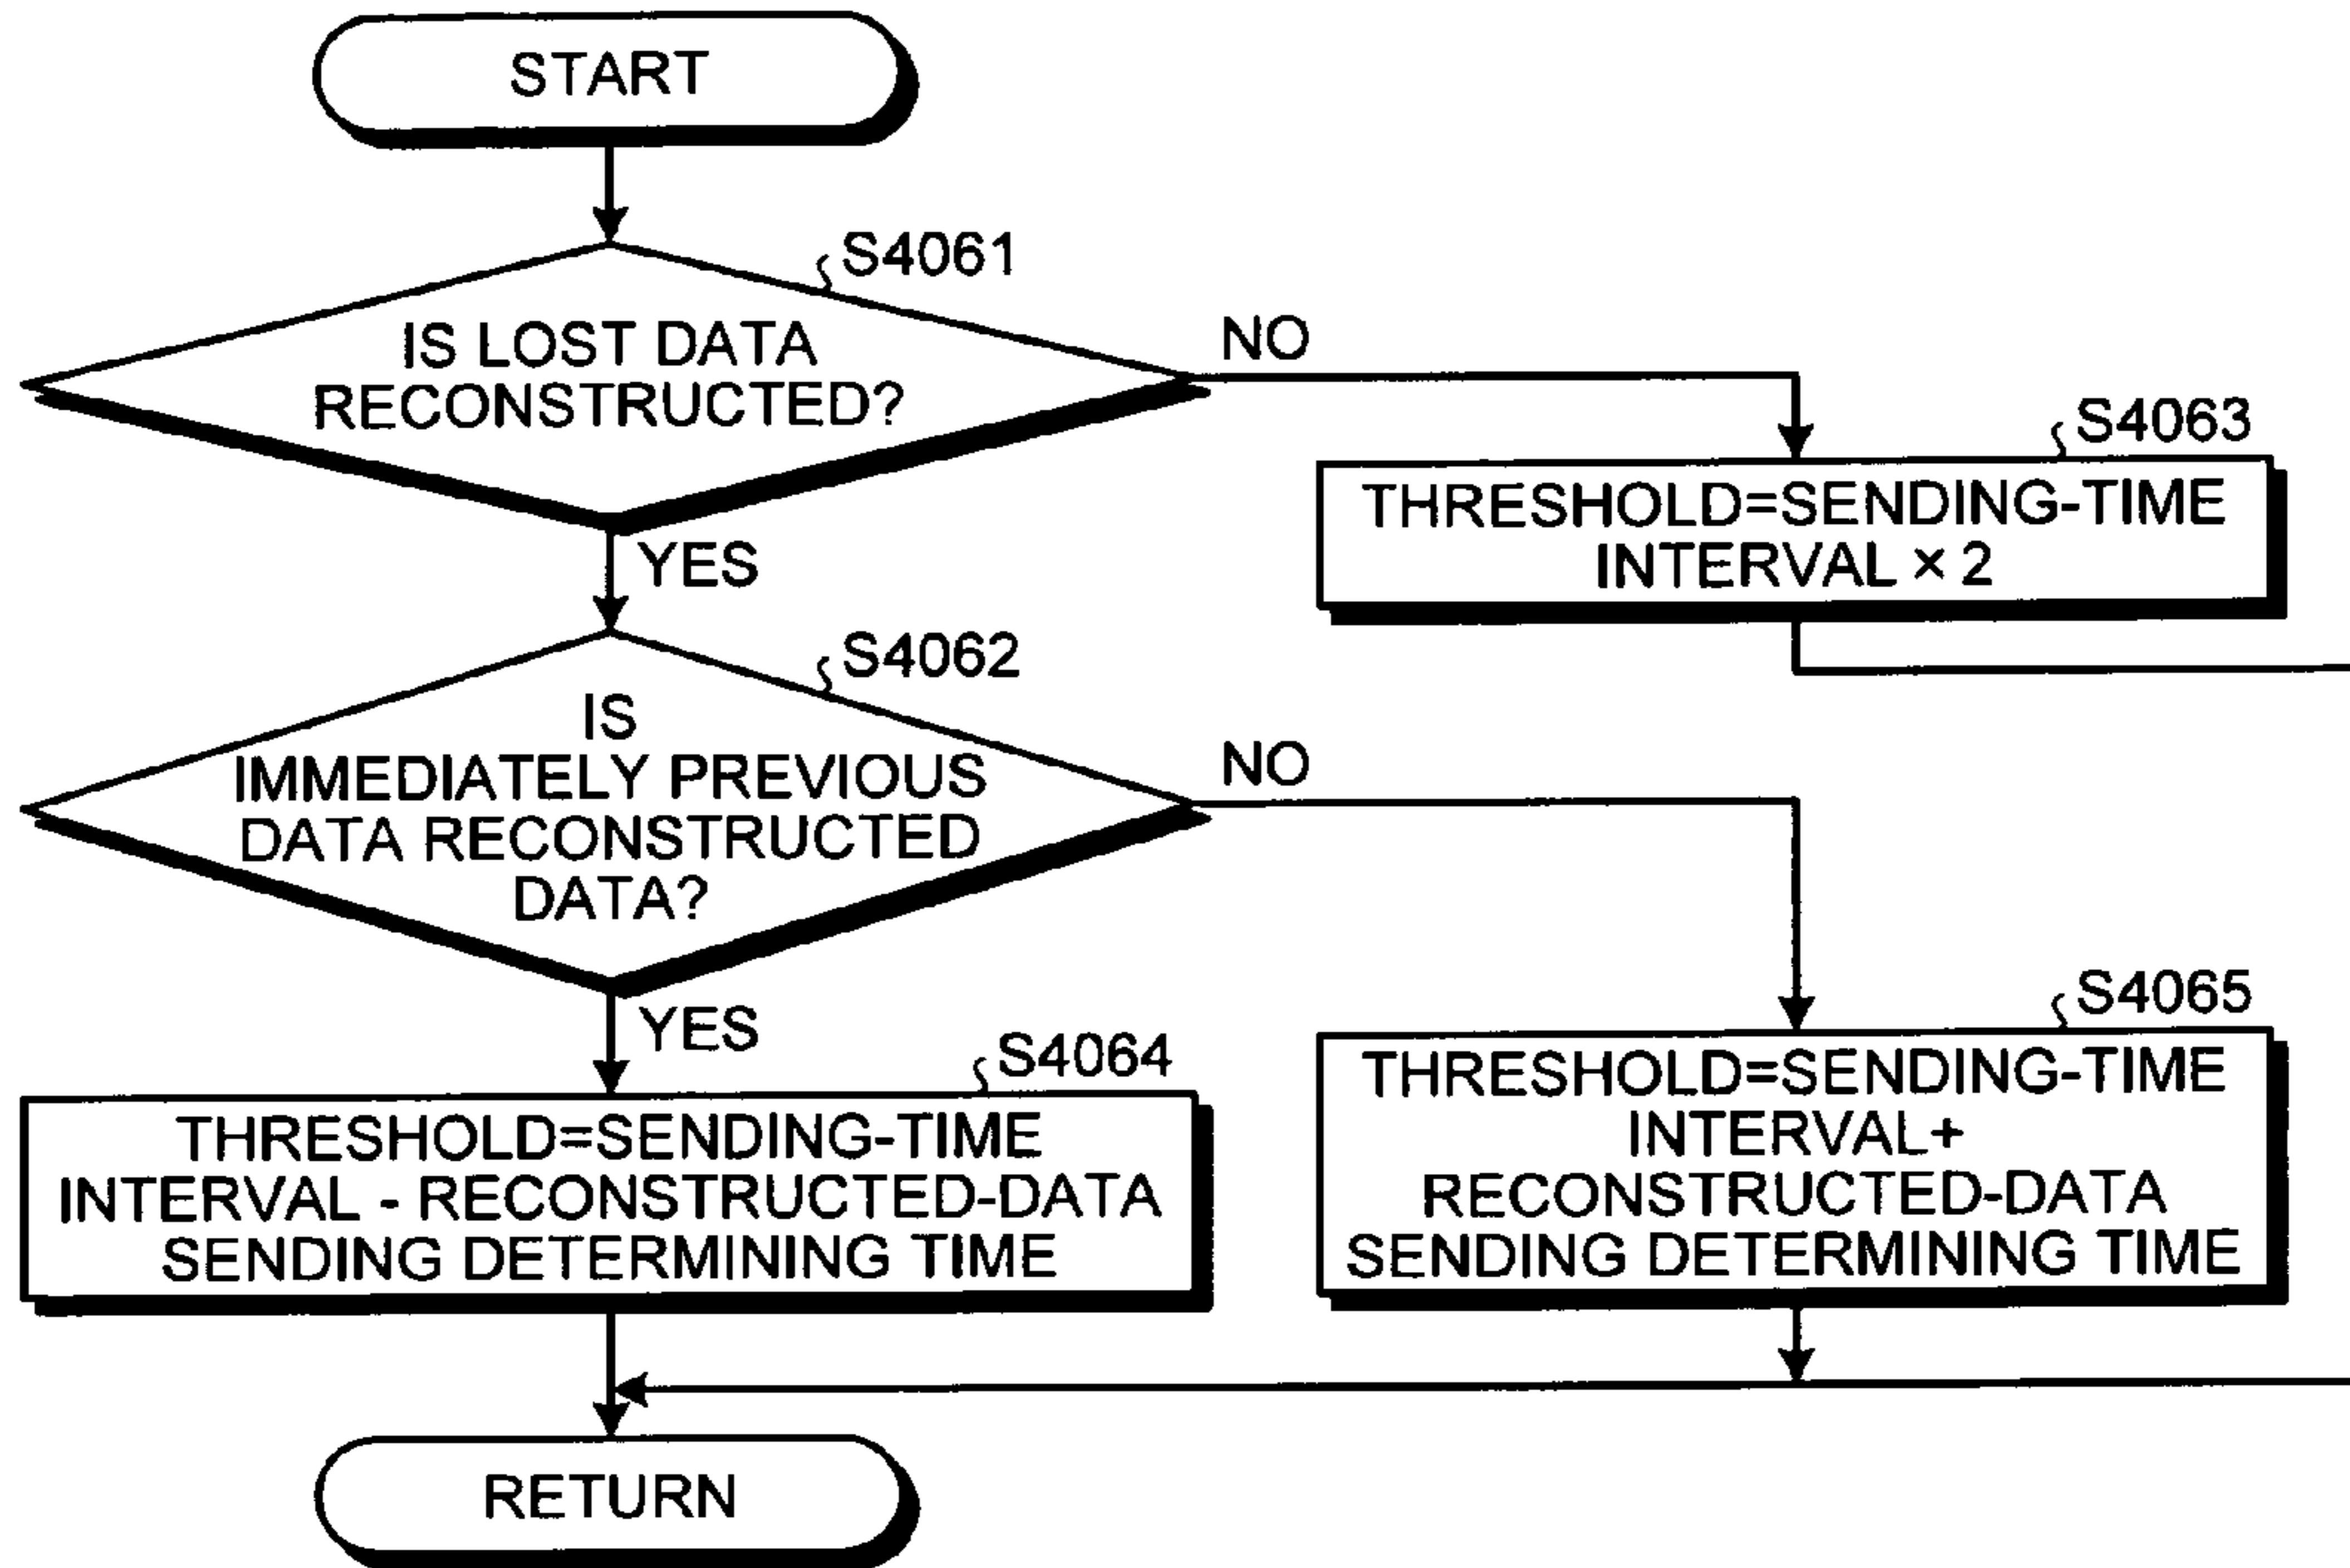 START
S4061
IS LOST DATA
RECONSTRUCTED?
NO
YES
S4063
THRESHOLD=SENDING-TIME
INTERVAL × 2
S4062
IS
IMMEDIATELY PREVIOUS
DATA RECONSTRUCTED
DATA?
NO
YES
S4064
THRESHOLD=SENDING-TIME
INTERVAL - RECONSTRUCTED-DATA
SENDING DETERMINING TIME
S4065
THRESHOLD=SENDING-TIME
INTERVAL+
RECONSTRUCTED-DATA
SENDING DETERMINING TIME
RETURN